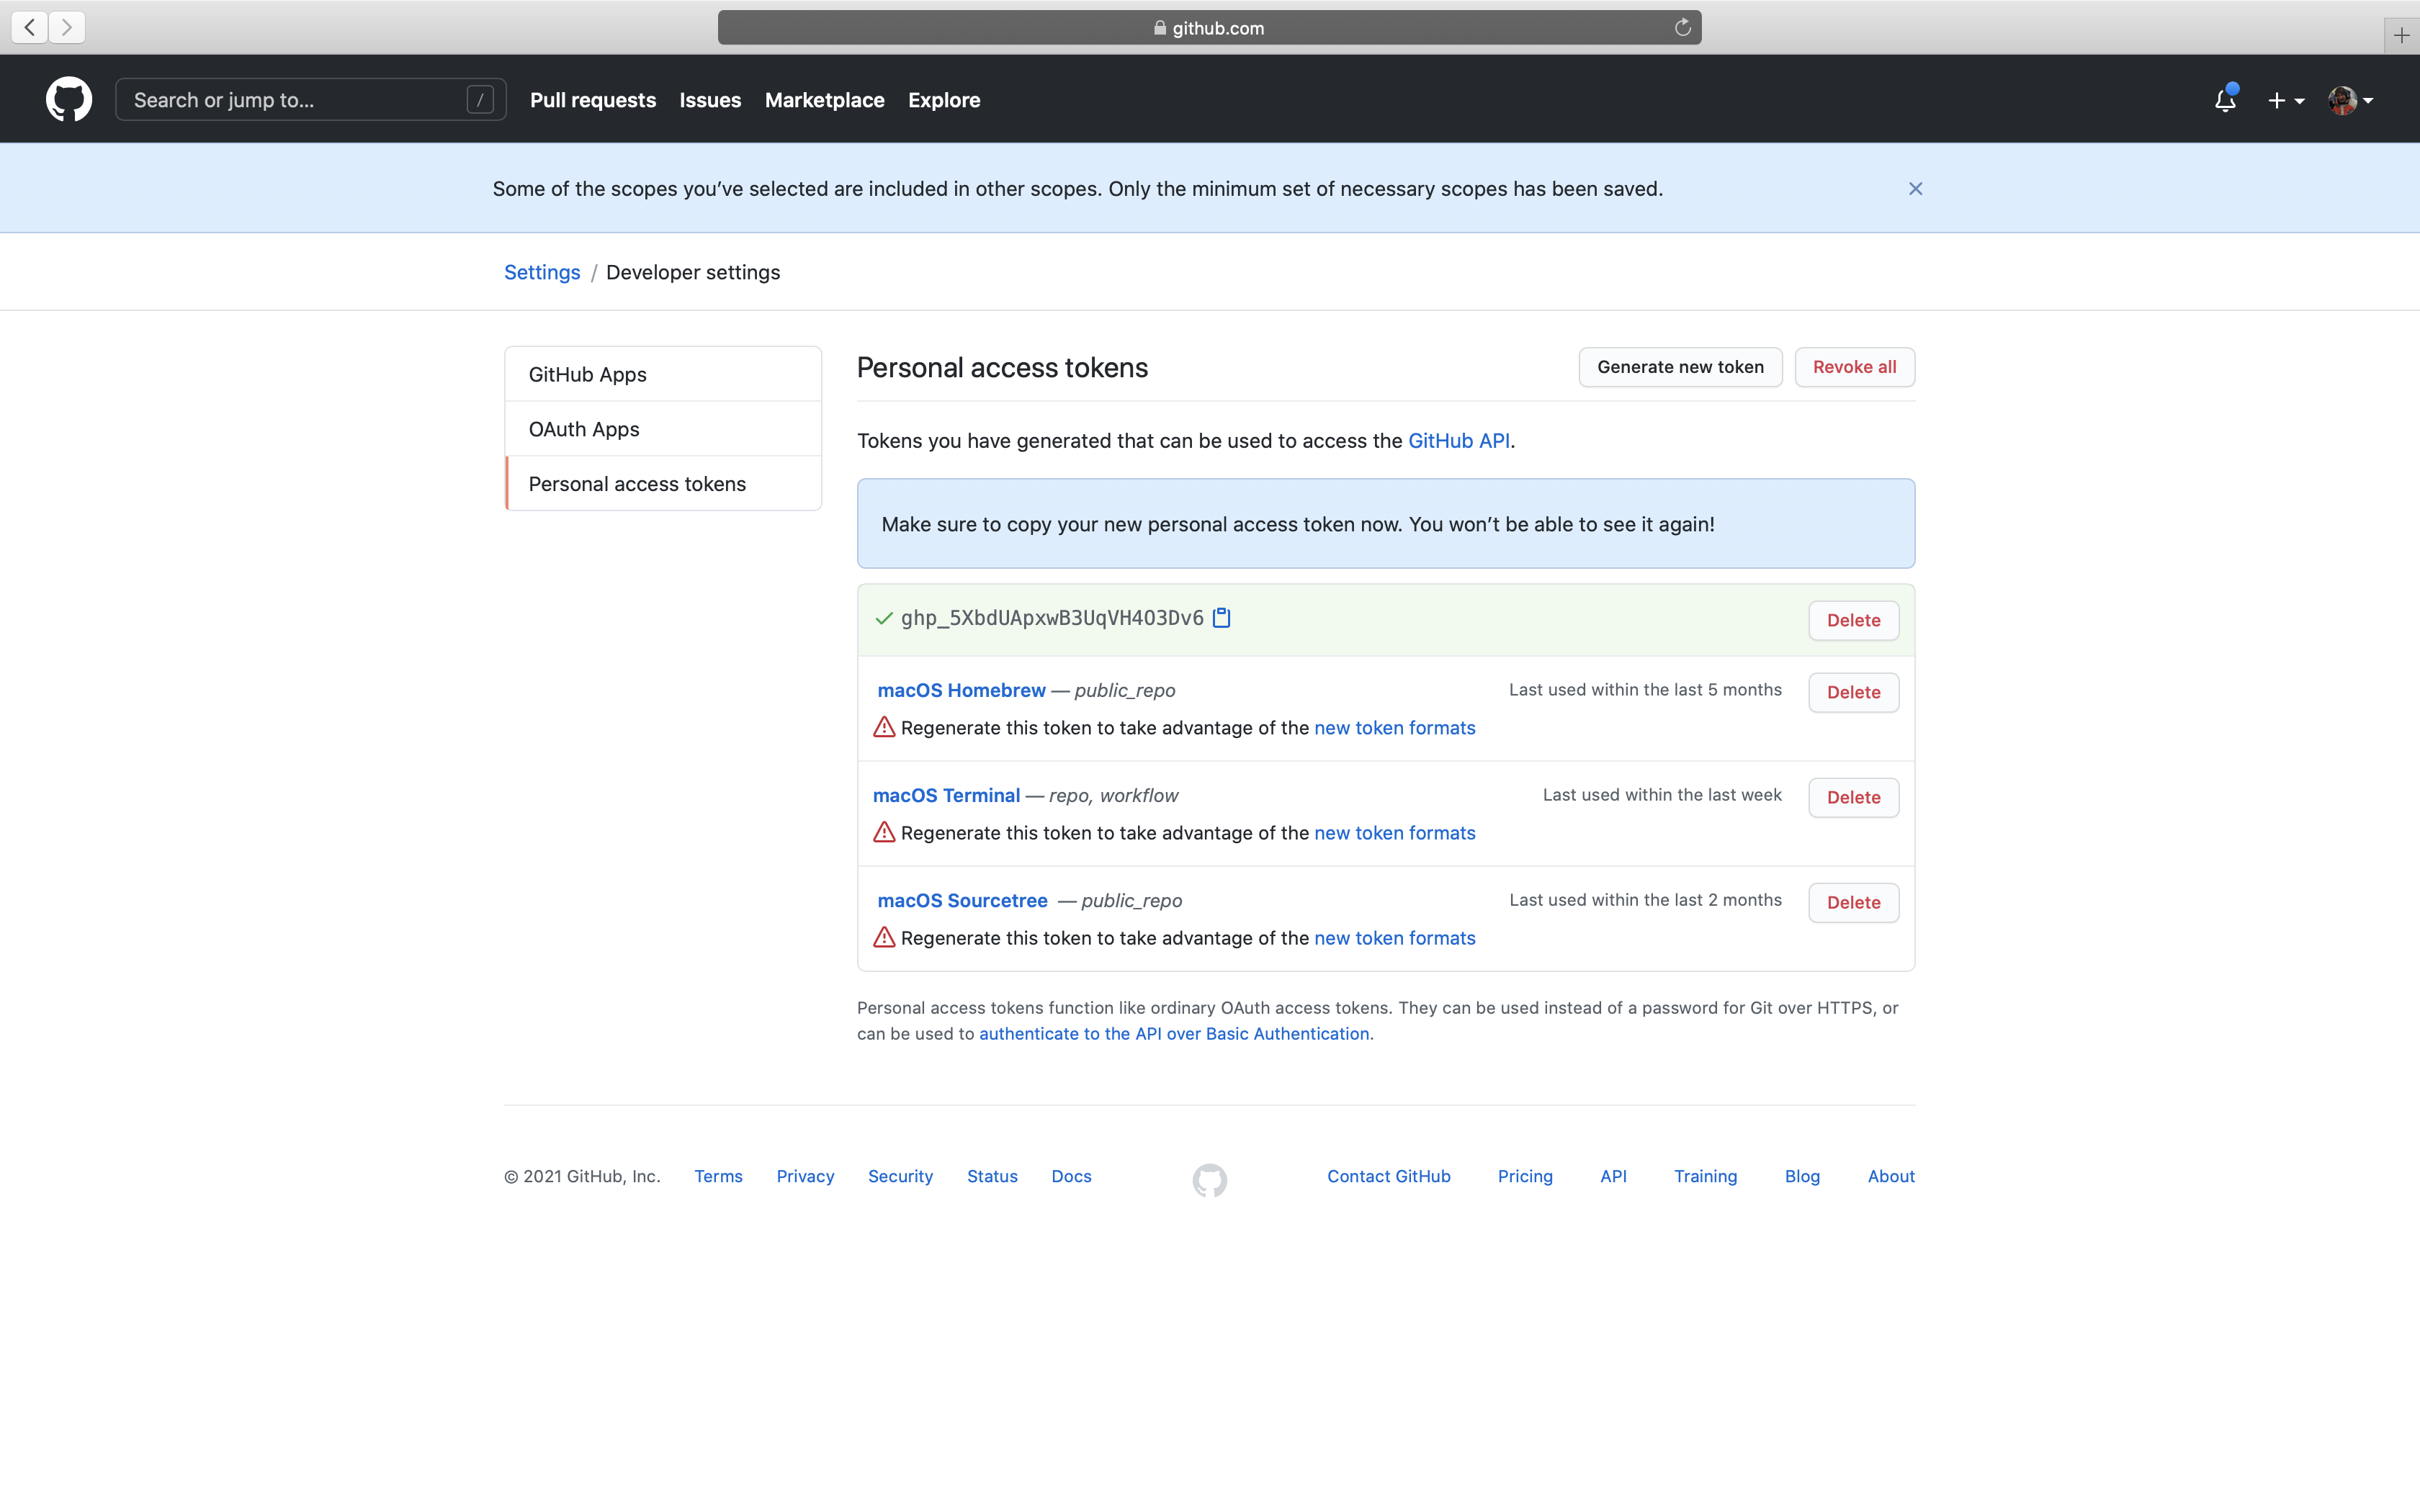 github.com
Search or jump to...
/
Pull requests
Issues
Marketplace
Explore
Some of the scopes you’ve selected are included in other scopes. Only the minimum set of necessary scopes has been saved.
Settings / Developer settings
GitHub Apps
OAuth Apps
Personal access tokens
Personal access tokens
Generate new token
Revoke all
Tokens you have generated that can be used to access the GitHub API.
Make sure to copy your new personal access token now. You won’t be able to see it again!
ghp_5XbdUApxwB3UqVH4O3Dv6
Delete
macOS Homebrew — public_repo
Last used within the last 5 months
Delete
Regenerate this token to take advantage of the new token formats
macOS Terminal — repo, workflow
Last used within the last week
Delete
Regenerate this token to take advantage of the new token formats
macOS Sourcetree — public_repo
Last used within the last 2 months
Delete
Regenerate this token to take advantage of the new token formats
Personal access tokens function like ordinary OAuth access tokens. They can be used instead of a password for Git over HTTPS, or
can be used to authenticate to the API over Basic Authentication.
© 2021 GitHub, Inc.
Terms
Privacy
Security
Status
Docs
Contact GitHub
Pricing
API
Training
Blog
About